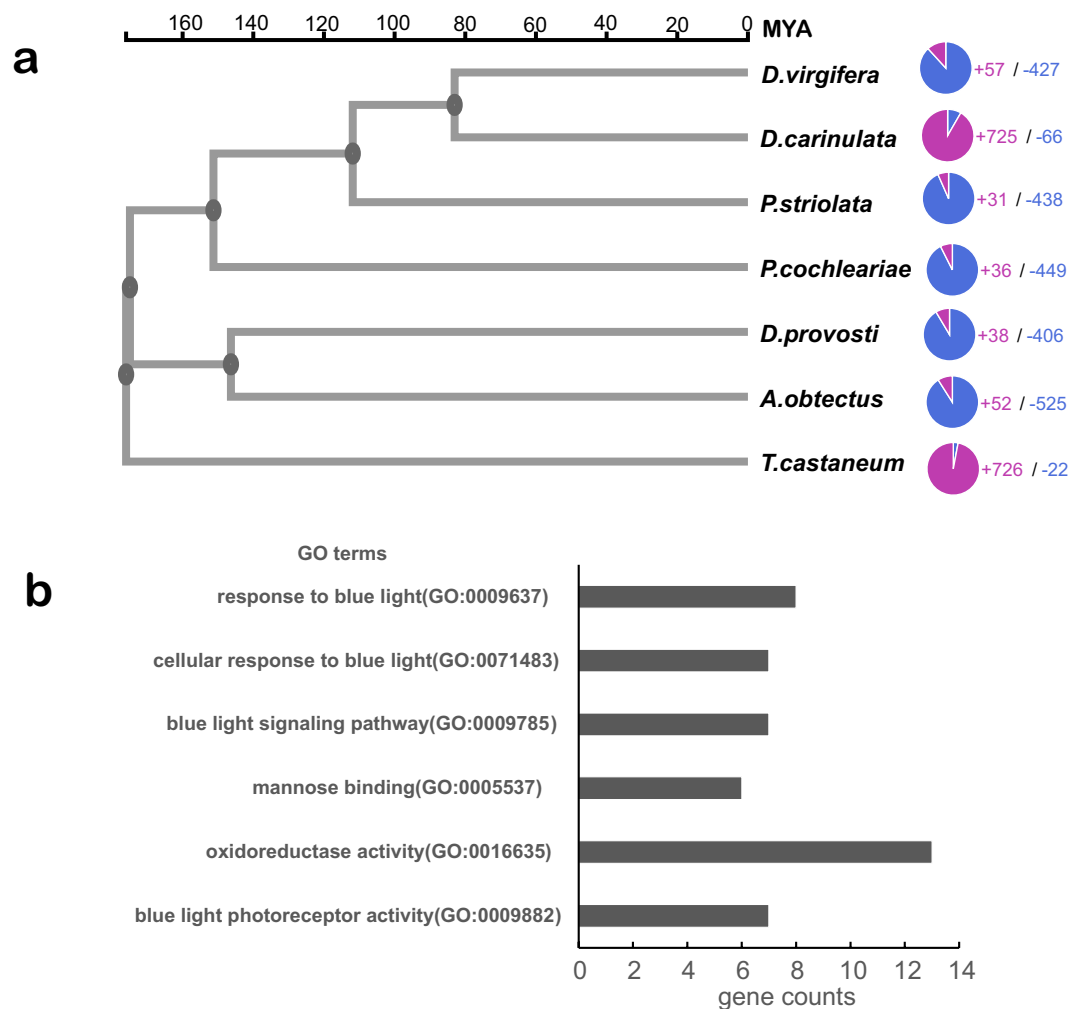 160 140 120 100 80 60 40 20 0 MYA
a
D.virgifera +57 / -427
D.carinulata +725 / -66
P.striolata +31 / -438
P.cochleariae +36 / -449
D.provosti +38 / -406
A.obtectus +52 / -525
T.castaneum +726 / -22
b
GO terms
response to blue light(GO:0009637)
cellular response to blue light(GO:0071483)
blue light signaling pathway(GO:0009785)
mannose binding(GO:0005537)
oxidoreductase activity(GO:0016635)
blue light photoreceptor activity(GO:0009882)
0 2 4 6 8 10 12 14
gene counts